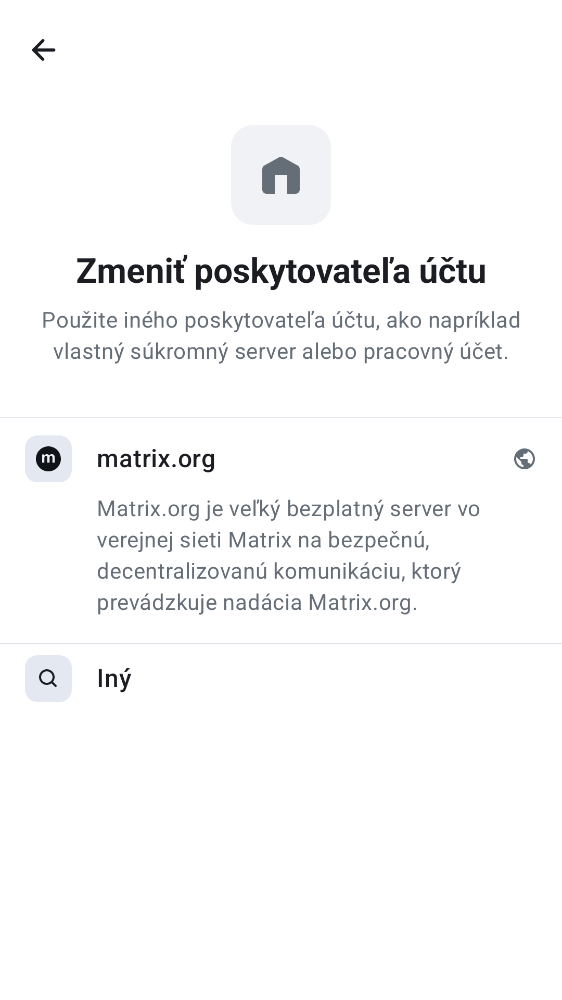 Zmeniť poskytovateľa účtu
Použite iného poskytovateľa účtu, ako napríklad
vlastný súkromný server alebo pracovný účet.
m
matrix.org
Matrix.org je veľký bezplatný server vo
verejnej sieti Matrix na bezpečnú,
decentralizovanú komunikáciu, ktorý
prevádzkuje nadácia Matrix.org.
Iný